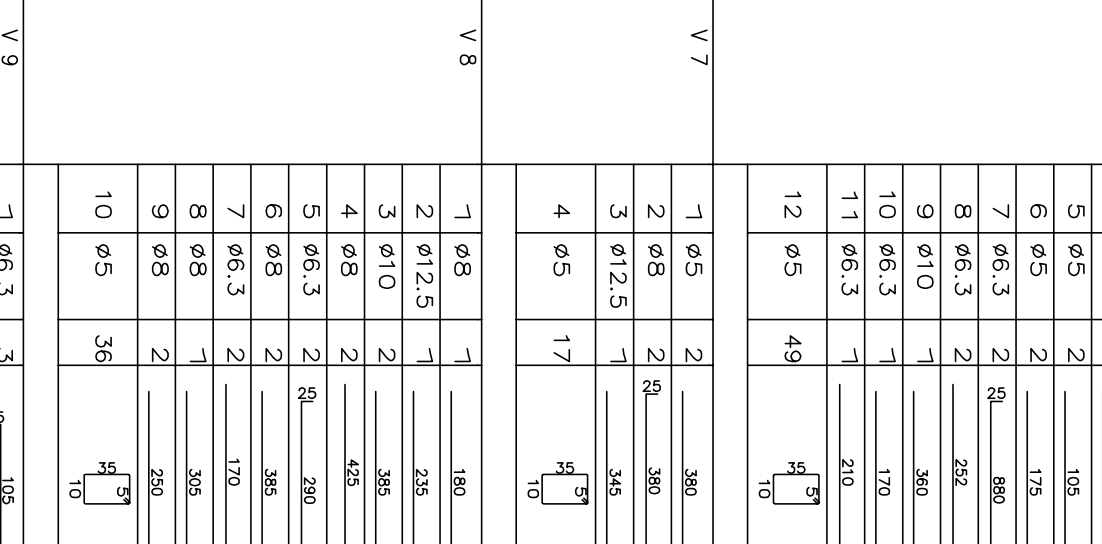 5 ø5 2 105
6 ø5 2 175
7 ø6.3 2 25 880
8 ø6.3 2 252
9 ø10 1 360
10 ø6.3 1 170
11 ø6.3 1 210
12 ø5 49 35 5 10
V 7
1 ø5 2 380
2 ø8 2 25 380
3 ø12.5 1 345
4 ø5 17 35 5 10
V 8
1 ø8 1 180
2 ø12.5 1 235
3 ø10 2 385
4 ø8 2 425
5 ø6.3 2 25 290
6 ø8 2 385
7 ø6.3 2 170
8 ø8 1 305
9 ø8 2 250
10 ø5 36 35 5 10
V 9
1 ø6.3 3 105